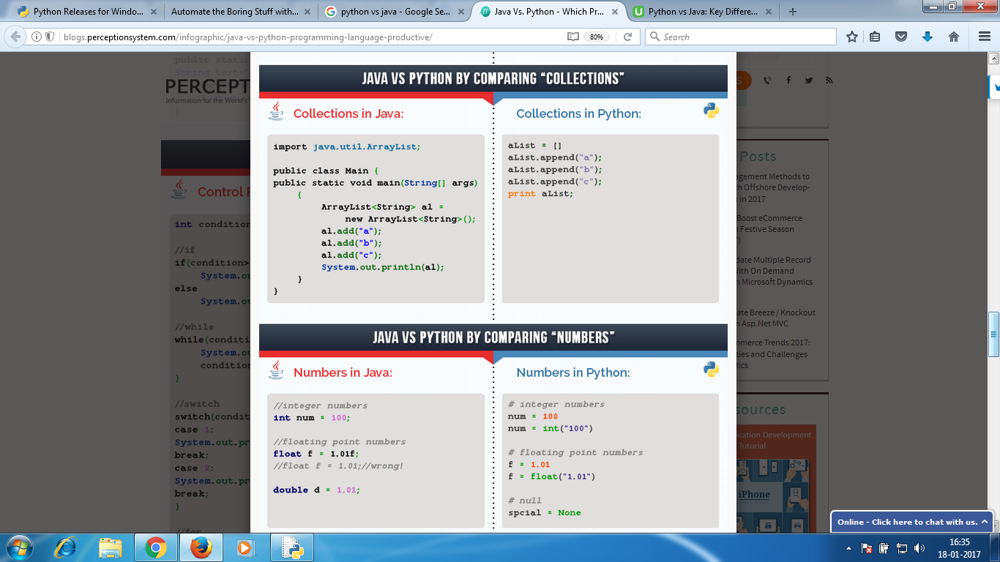 Python Releases for Windo...
Automate the Boring Stuff with...
python vs java - Google Se...
Java Vs. Python - Which Pr...
Python vs Java: Key Differe...
blogs.perceptionsystem.com/infographic/java-vs-python-programming-language-productive/
80%
Search
public stati
String test=
PERCEPT
Information for the World's
JAVA VS PYTHON BY COMPARING “COLLECTIONS”
Collections in Java:
Collections in Python:
import java.util.ArrayList;
public class Main {
public static void main(String[] args)
{
ArrayList<String> al =
new ArrayList<String>();
al.add("a");
al.add("b");
al.add("c");
System.out.println(al);
}
}
aList = []
aList.append("a");
aList.append("b");
aList.append("c");
print aList;
JAVA VS PYTHON BY COMPARING “NUMBERS”
Numbers in Java:
Numbers in Python:
//integer numbers
int num = 100;
//floating point numbers
float f = 1.01f;
//float f = 1.01;//wrong!
double d = 1.01;
# integer numbers
num = 100
num = int("100")
# floating point numbers
f = 1.01
f = float("1.01")
# null
spcial = None
Control F
int condition
//if
if(condition>
System.ou
else
System.ou
//while
while(conditi
System.ou
condition
}
//switch
switch(condit
case 1:
System.out.pr
break;
case 2:
System.out.pr
break;
}
//for
S
Posts
agement Methods to
h Offshore Develop-
n in 2017
Boost eCommerce
n Festive Season
")
date Multiple Record
With On Demand
n Microsoft Dynamics
ate Breeze / Knockout
n Asp.Net MVC
mmerce Trends 2017:
ties and Challenges
tics
sources
ication Development
Tutorial
iPhone
Online - Click here to chat with us.
16:35
18-01-2017